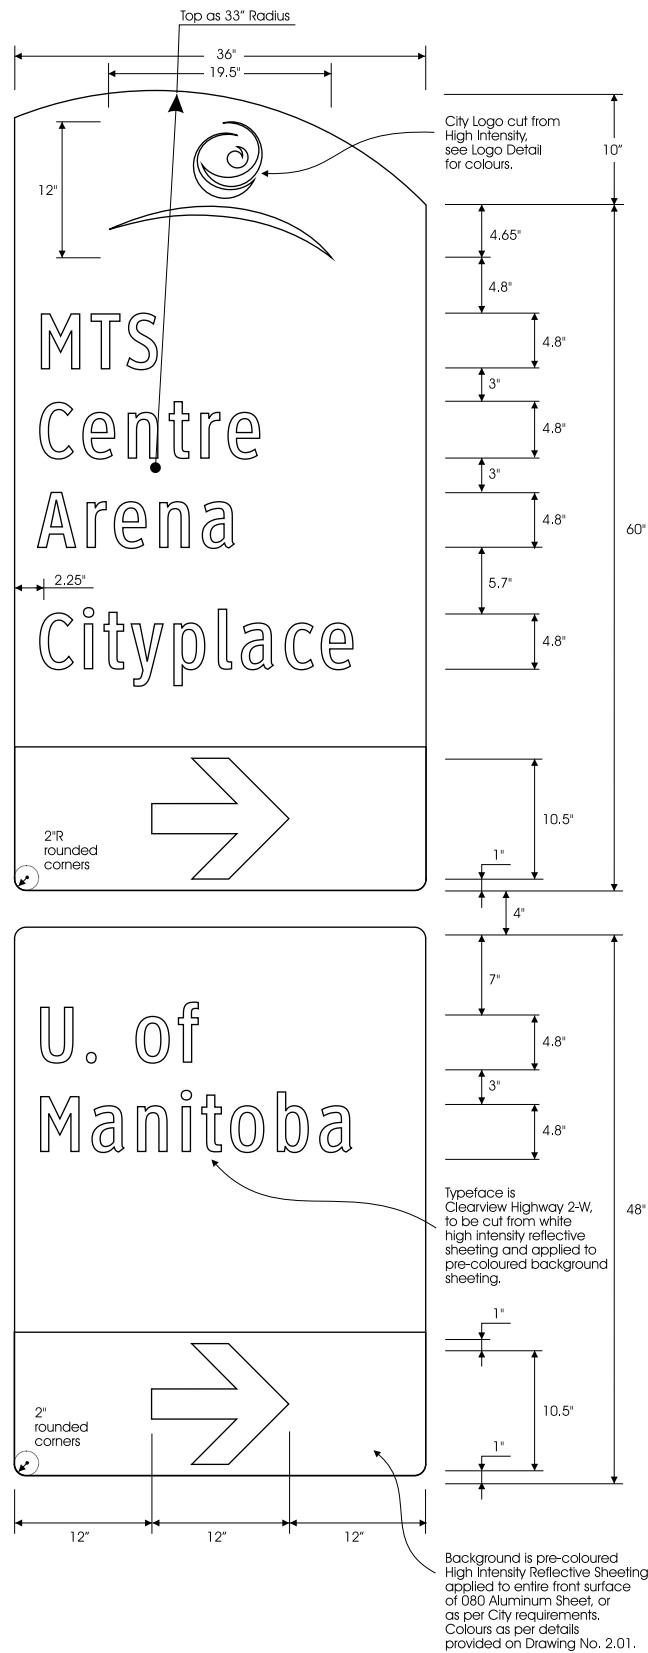 Top as 33" Radius
36"
19.5"
City Logo cut from
High Intensity,
see Logo Detail
for colours.
10"
12"
4.65"
4.8"
MTS
4.8"
3"
Centre
4.8"
3"
Arena
4.8"
60"
2.25"
5.7"
Cityplace
4.8"
10.5"
2"R
rounded
corners
1"
4"
7"
U. of
4.8"
3"
Manitoba
4.8"
Typeface is
Clearview Highway 2-W,
to be cut from white
high intensity reflective
sheeting and applied to
pre-coloured background
sheeting.
48"
1"
10.5"
2"
rounded
corners
1"
12"
12"
12"
Background is pre-coloured
High Intensity Reflective Sheeting
applied to entire front surface
of 080 Aluminum Sheet, or
as per City requirements.
Colours as per details
provided on Drawing No. 2.01.